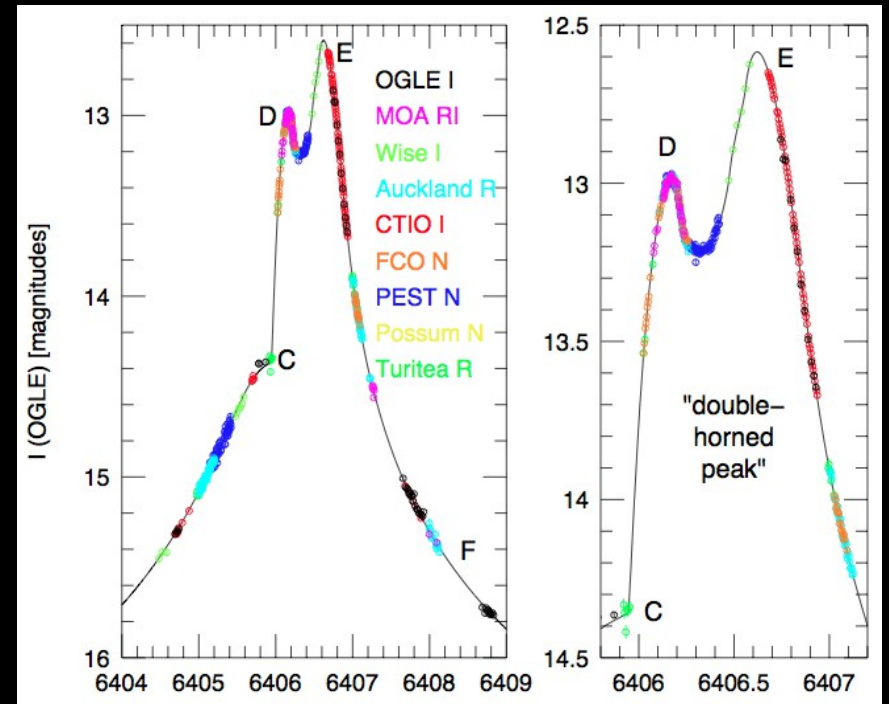 I (OGLE) [magnitudes]
13
14
15
16
6404 6405 6406 6407 6408 6409
C
D
E
F
OGLE I
MOA RI
Wise I
Auckland R
CTIO I
FCO N
PEST N
Possum N
Turitea R
12.5
13
13.5
14
14.5
6406 6406.5 6407
C
D
E
"double–
horned
peak"